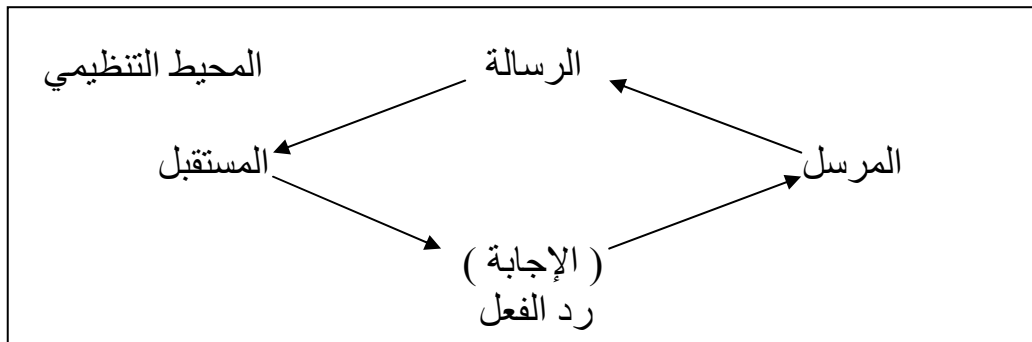 الرسالة
المحيط التنظيمي
المرسل
المستقبل
( الإجابة )
رد الفعل